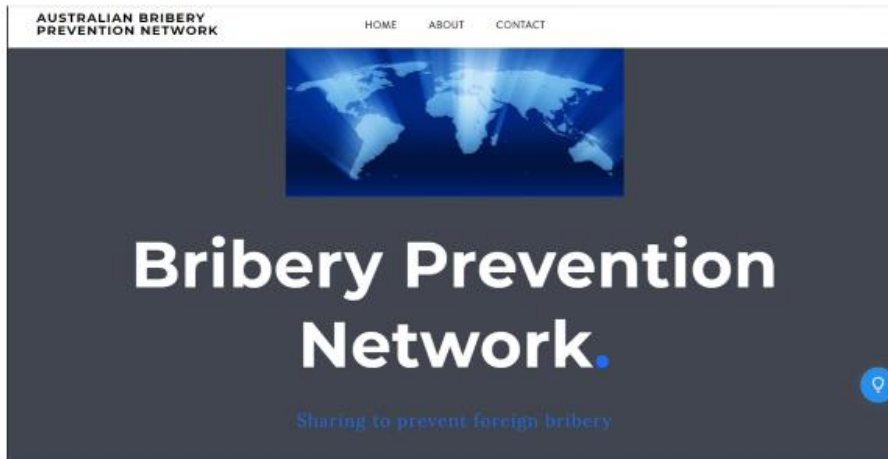 AUSTRALIAN BRIBERY
PREVENTION NETWORK
HOME ABOUT CONTACT
Bribery Prevention
Network.
Sharing to prevent foreign bribery